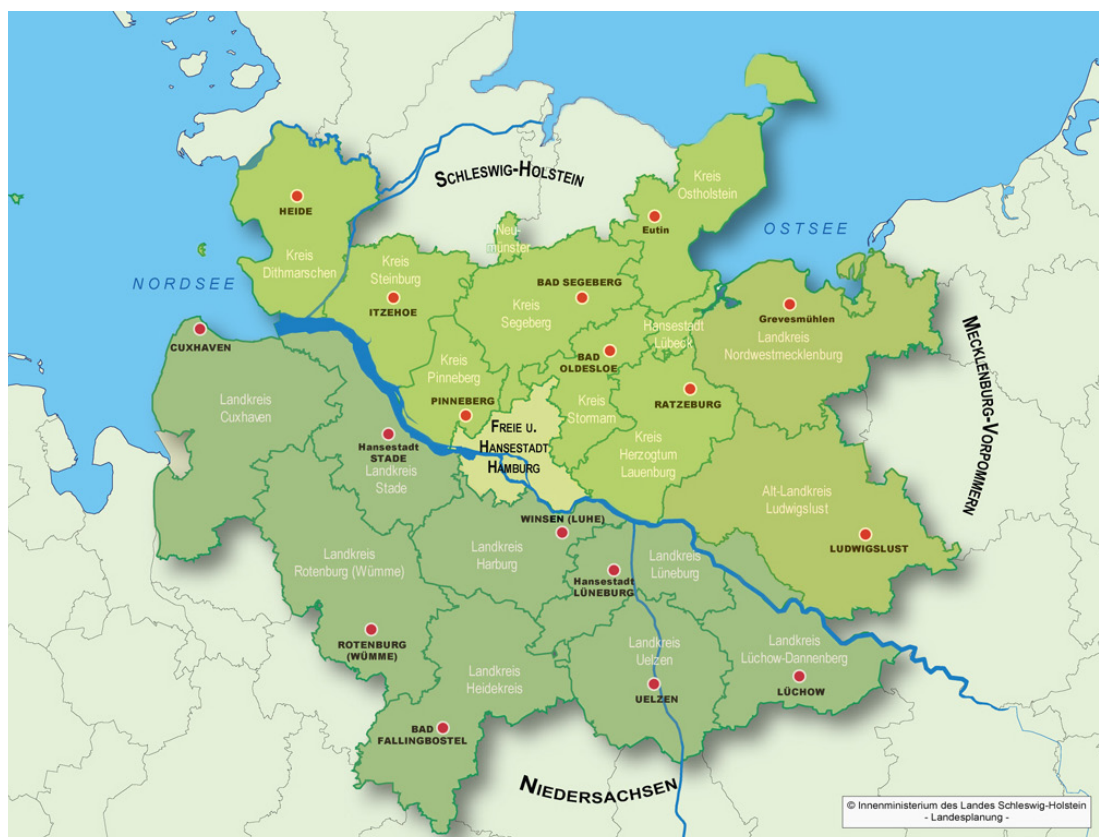 SCHLESWIG-HOLSTEIN
Kreis
Ostholstein
HEIDE
Neu-
münster
Eutin
OSTSEE
Kreis
Dithmarschen
Kreis
Steinburg
NORDSEE
BAD SEGEBERG
ITZEHOE
Kreis
Segeberg
Grevesmühlen
Hansestadt
Lübeck
Landkreis
Nordwestmecklenburg
MECKLENBURG-VORPOMMERN
CUXHAVEN
BAD
OLDESLOE
Kreis
Pinneberg
PINNEBERG
RATZEBURG
Landkreis
Cuxhaven
Kreis
Stormarn
FREIE U.
HANSESTADT
HAMBURG
Hansestadt
STADE
Landkreis
Stade
Kreis
Herzogtum
Lauenburg
Alt-Landkreis
Ludwigslust
WINSEN (LUHE)
LUDWIGSLUST
Landkreis
Rotenburg (Wümme)
Landkreis
Harburg
Landkreis
Lüneburg
Hansestadt
LÜNEBURG
ROTENBURG
(WÜMME)
Landkreis
Uelzen
Landkreis
Lüchow-Dannenberg
Landkreis
Heidekreis
UELZEN
LÜCHOW
BAD
FALLINGBOSTEL
NIEDERSACHSEN
© Innenministerium des Landes Schleswig-Holstein
- Landesplanung -